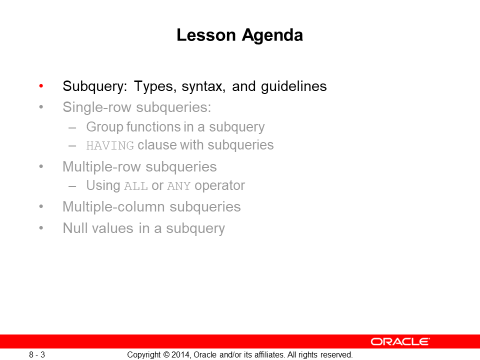 Lesson Agenda
• Subquery: Types, syntax, and guidelines
• Single-row subqueries:
– Group functions in a subquery
– HAVING clause with subqueries
• Multiple-row subqueries
– Using ALL or ANY operator
• Multiple-column subqueries
• Null values in a subquery
ORACLE
8 - 3 Copyright © 2014, Oracle and/or its affiliates. All rights reserved.